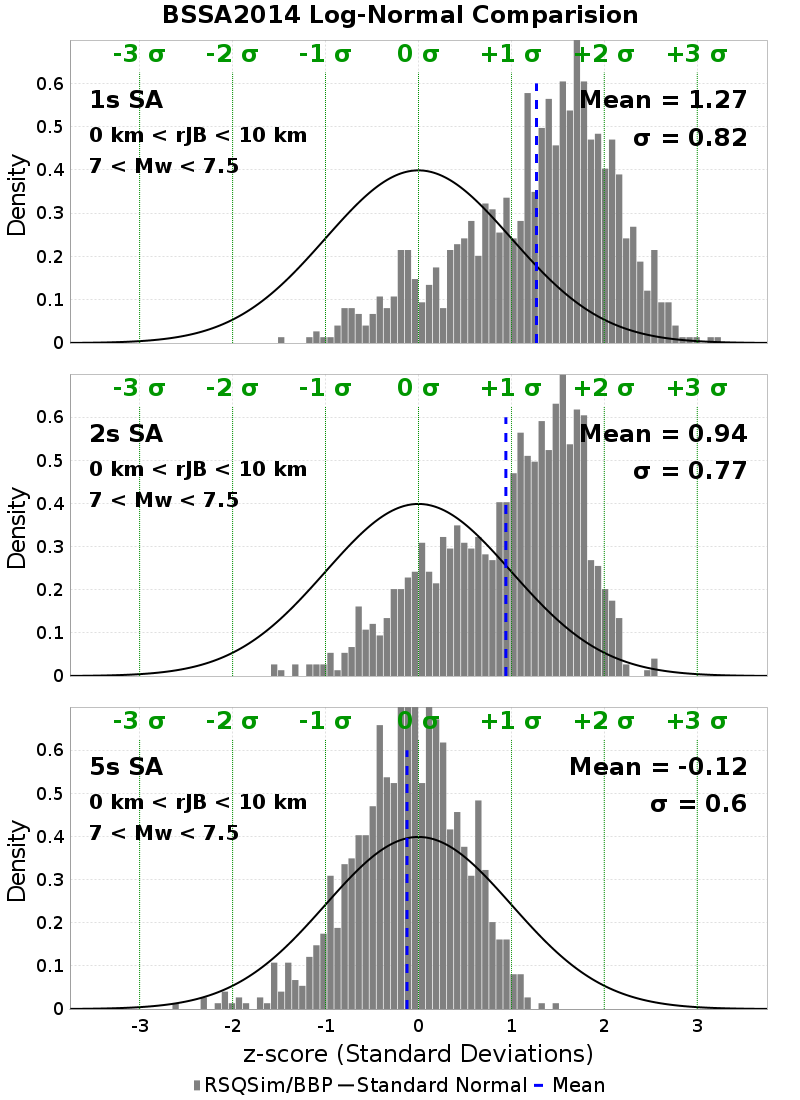 BSSA2014 Log-Normal Comparision
-3 σ -2 σ -1 σ 0 σ +1 σ +2 σ +3 σ
1s SA
0 km < rJB < 10 km
7 < Mw < 7.5
Mean = 1.27
σ = 0.82
Density
0.6
0.5
0.4
0.3
0.2
0.1
0
-3 σ -2 σ -1 σ 0 σ +1 σ +2 σ +3 σ
2s SA
0 km < rJB < 10 km
7 < Mw < 7.5
Mean = 0.94
σ = 0.77
Density
0.6
0.5
0.4
0.3
0.2
0.1
0
-3 σ -2 σ -1 σ 0 σ +1 σ +2 σ +3 σ
5s SA
0 km < rJB < 10 km
7 < Mw < 7.5
Mean = -0.12
σ = 0.6
Density
0.6
0.5
0.4
0.3
0.2
0.1
0
-3 -2 -1 0 1 2 3
z-score (Standard Deviations)
RSQSim/BBP Standard Normal Mean